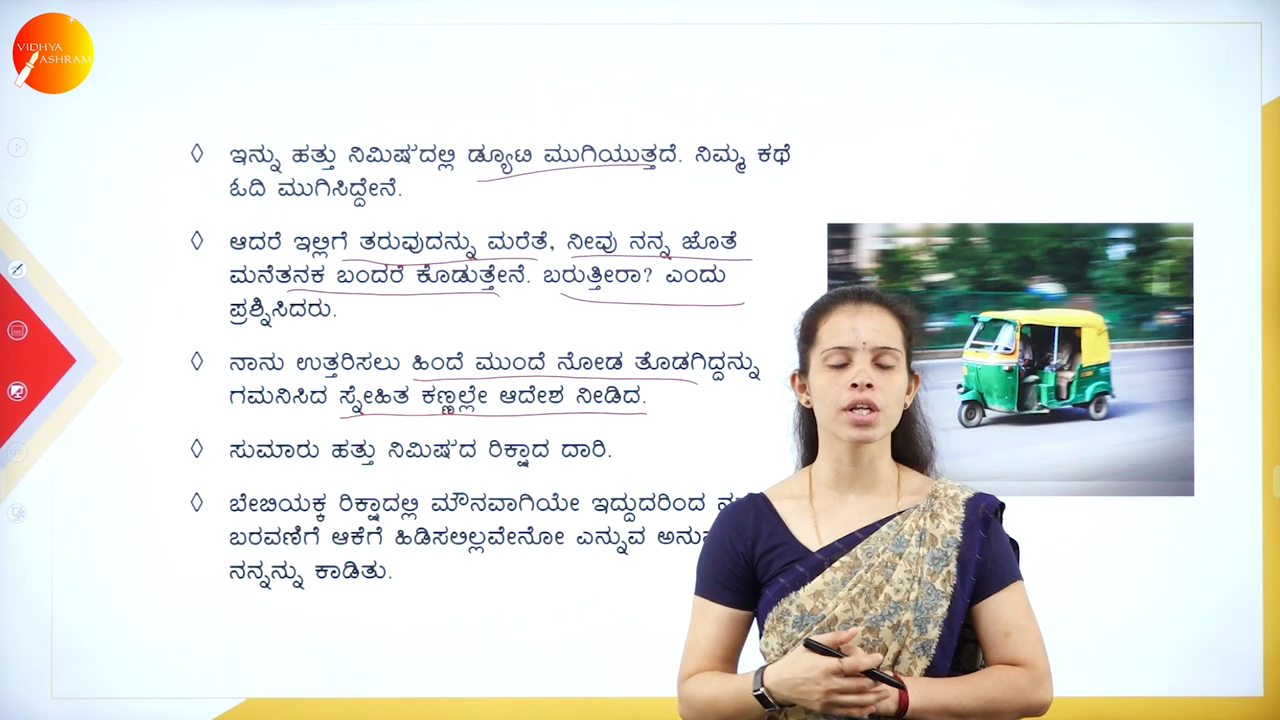 VIDHYA
ASHRAM
◊ ಇನ್ನು ಹತ್ತು ನಿಮಿಷದಲ್ಲಿ ಡ್ಯೂಟಿ ಮುಗಿಯುತ್ತದೆ. ನಿಮ್ಮ ಕಥೆ
ಓದಿ ಮುಗಿಸಿದ್ದೇನೆ.
◊ ಆದರೆ ಇಲ್ಲಿಗೆ ತರುವುದನ್ನು ಮರೆತೆ, ನೀವು ನನ್ನ ಜೊತೆ
ಮನೆತನಕ ಬಂದರೆ ಕೊಡುತ್ತೇನೆ. ಬರುತ್ತೀರಾ? ಎಂದು
ಪ್ರಶ್ನಿಸಿದರು.
◊ ನಾನು ಉತ್ತರಿಸಲು ಹಿಂದೆ ಮುಂದೆ ನೋಡ ತೊಡಗಿದ್ದನ್ನು
ಗಮನಿಸಿದ ಸ್ನೇಹಿತ ಕಣ್ಣಲ್ಲೇ ಆದೇಶ ನೀಡಿದ.
◊ ಸುಮಾರು ಹತ್ತು ನಿಮಿಷದ ರಿಕ್ಷಾದ ದಾರಿ.
◊ ಬೇಬಿಯಕ್ಕ ರಿಕ್ಷಾದಲ್ಲಿ ಮೌನವಾಗಿಯೇ ಇದ್ದುದರಿಂದ
ಬರವಣಿಗೆ ಆಕೆಗೆ ಹಿಡಿಸಲಿಲ್ಲವೇನೋ ಎನ್ನುವ
ನನ್ನನ್ನು ಕಾಡಿತು.